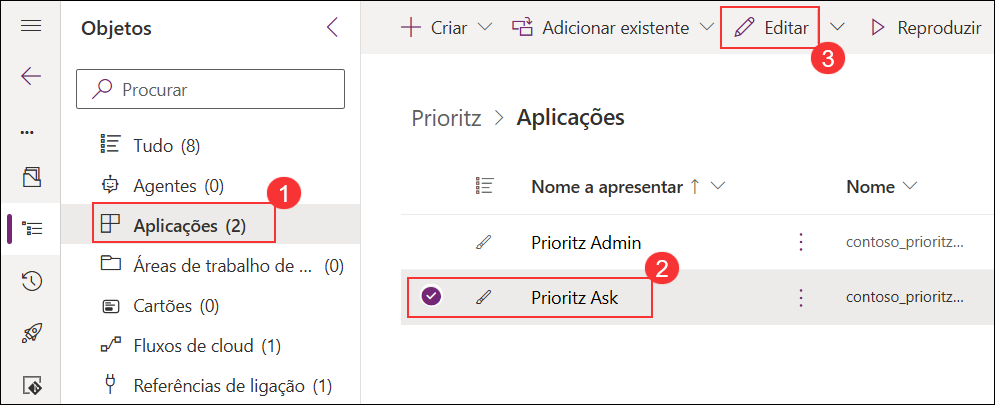 Objetos
Procurar
Tudo (8)
Agentes (0)
1
Aplicações (2)
Áreas de trabalho de ... (0)
Cartões (0)
Fluxos de cloud (1)
Referências de ligação (1)
Criar Adicionar existente Editar Reproduzir
3
Prioritz > Aplicações
Nome a apresentar ↑ Nome
Prioritz Admin contoso_prioritz...
2
Prioritz Ask contoso_prioritz...